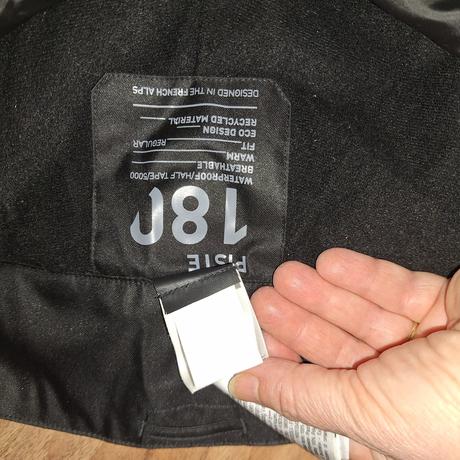 PISTE
180
WATERPROOF/HALF TAPE/5000
BREATHABLE
WARM
FIT REGULAR
ECO DESIGN
RECYCLED MATERIAL
DESIGNED IN THE FRENCH ALPS